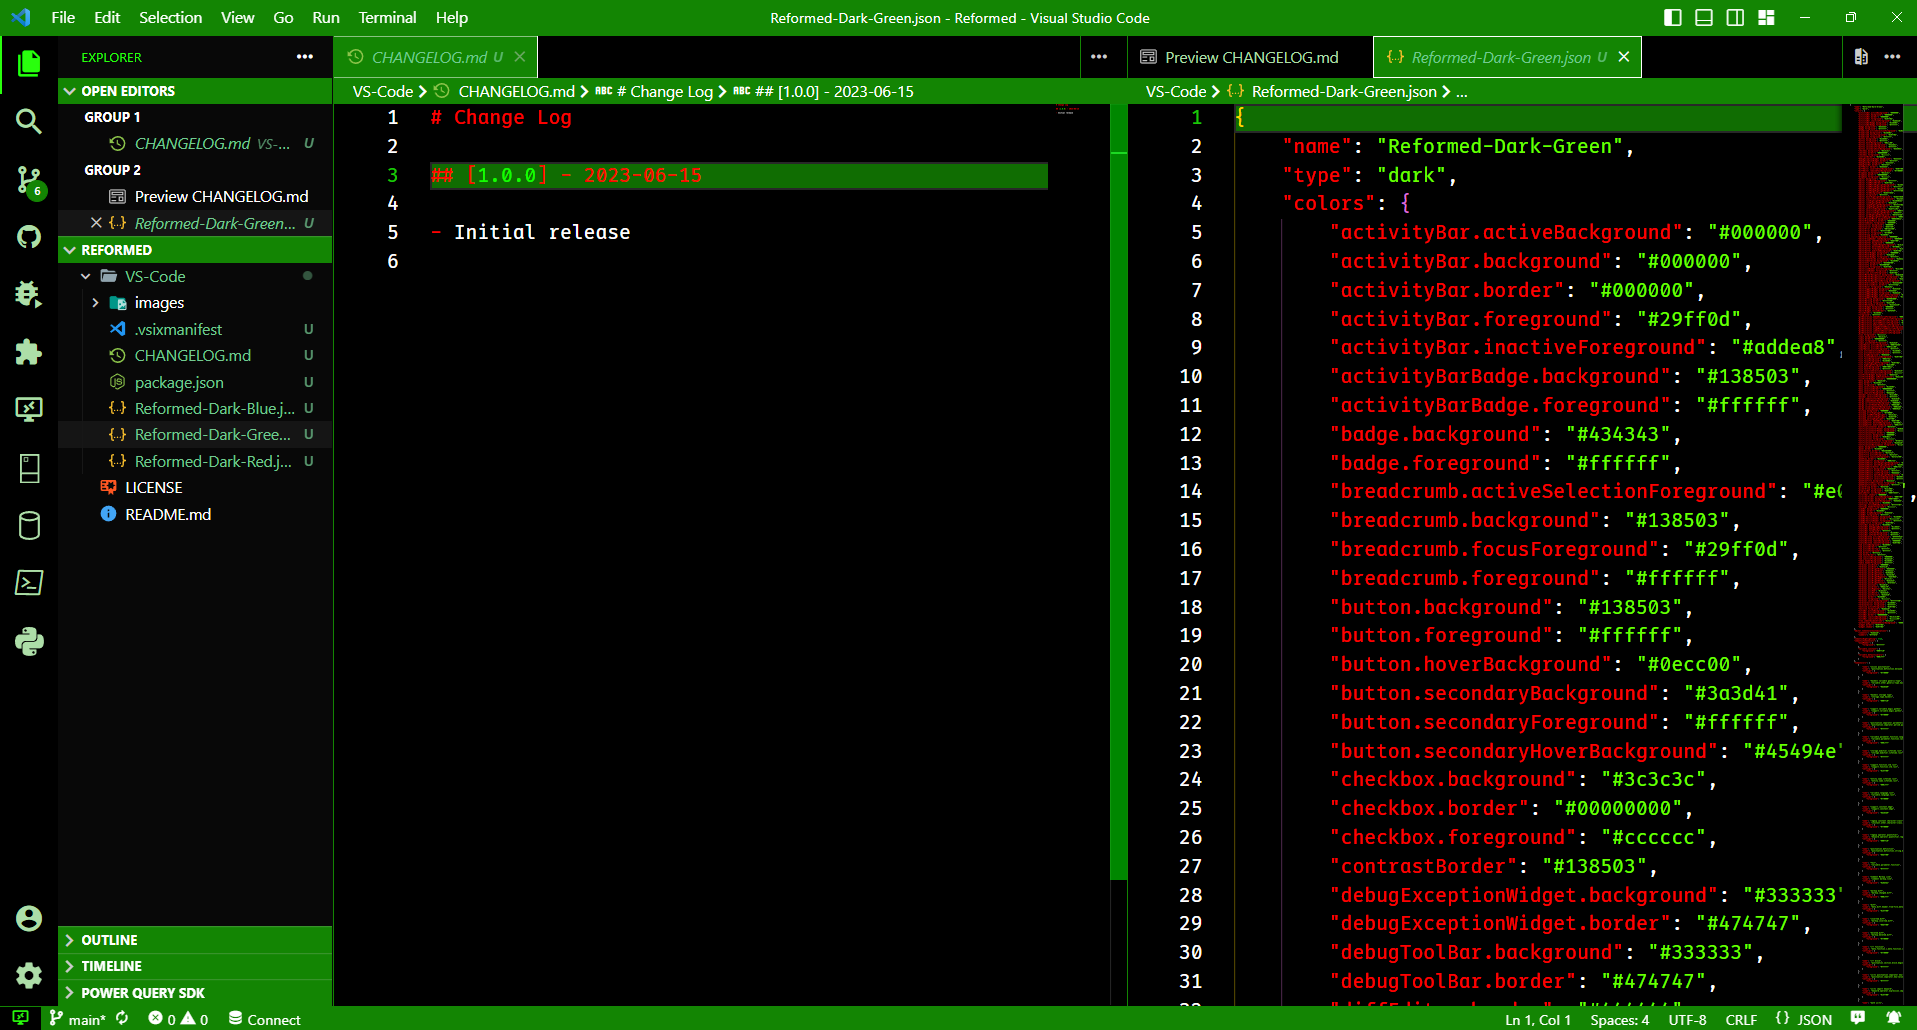 File Edit Selection View Go Run Terminal Help
Reformed-Dark-Green.json - Reformed - Visual Studio Code
EXPLORER
OPEN EDITORS
GROUP 1
CHANGELOG.md VS-... U
GROUP 2
Preview CHANGELOG.md
Reformed-Dark-Green... U
REFORMED
VS-Code
images
.vsixmanifest U
CHANGELOG.md U
package.json U
Reformed-Dark-Blue.j... U
Reformed-Dark-Gree... U
Reformed-Dark-Red.j... U
LICENSE
README.md
OUTLINE
TIMELINE
POWER QUERY SDK
6
CHANGELOG.md U
VS-Code CHANGELOG.md # Change Log ## [1.0.0] - 2023-06-15
1 # Change Log
2
3 ## [1.0.0] - 2023-06-15
4
5 - Initial release
6
Preview CHANGELOG.md
Reformed-Dark-Green.json U
VS-Code {..} Reformed-Dark-Green.json ...
1 {
2 "name": "Reformed-Dark-Green",
3 "type": "dark",
4 "colors": {
5 "activityBar.activeBackground": "#000000",
6 "activityBar.background": "#000000",
7 "activityBar.border": "#000000",
8 "activityBar.foreground": "#29ff0d",
9 "activityBar.inactiveForeground": "#addea8",
10 "activityBarBadge.background": "#138503",
11 "activityBarBadge.foreground": "#ffffff",
12 "badge.background": "#434343",
13 "badge.foreground": "#ffffff",
14 "breadcrumb.activeSelectionForeground": "#e
15 "breadcrumb.background": "#138503",
16 "breadcrumb.focusForeground": "#29ff0d",
17 "breadcrumb.foreground": "#ffffff",
18 "button.background": "#138503",
19 "button.foreground": "#ffffff",
20 "button.hoverBackground": "#0ecc00",
21 "button.secondaryBackground": "#3a3d41",
22 "button.secondaryForeground": "#ffffff",
23 "button.secondaryHoverBackground": "#45494e"
24 "checkbox.background": "#3c3c3c",
25 "checkbox.border": "#00000000",
26 "checkbox.foreground": "#cccccc",
27 "contrastBorder": "#138503",
28 "debugExceptionWidget.background": "#333333"
29 "debugExceptionWidget.border": "#474747",
30 "debugToolBar.background": "#333333",
31 "debugToolBar.border": "#474747",
main* 0 0 Connect
Ln 1, Col 1 Spaces: 4 UTF-8 CRLF {} JSON